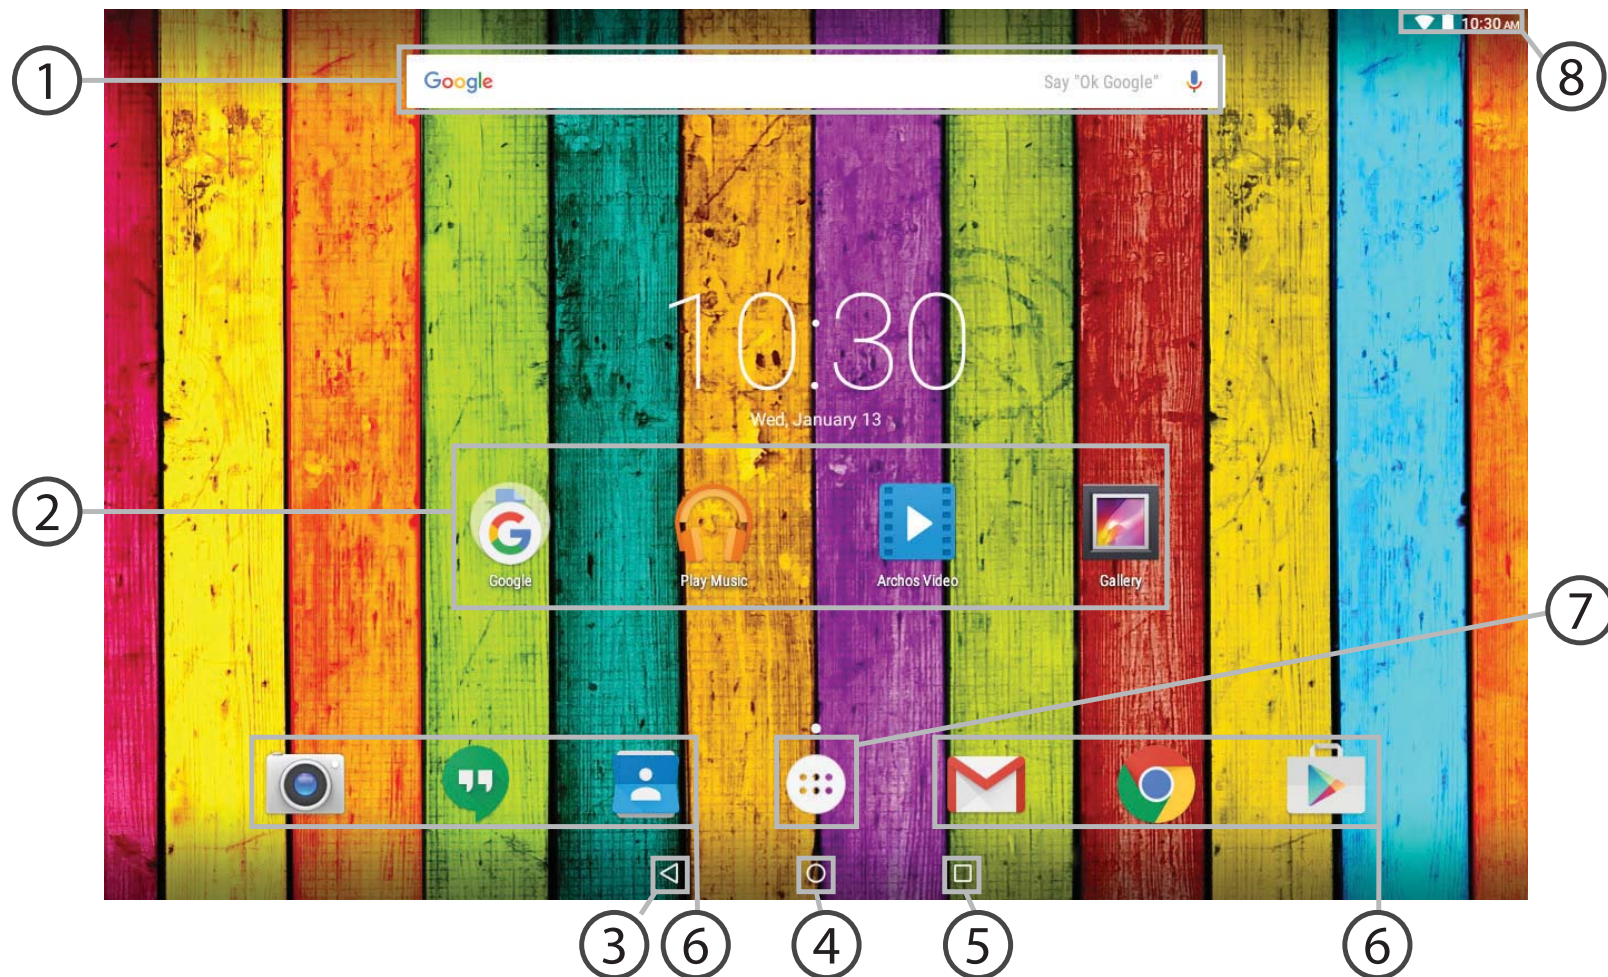 10:30 AM
1
8
Google Say "Ok Google"
10:30
Wed, January 13
2
G
Google Play Music Archos Video Gallery
7
3 6 4 5 6